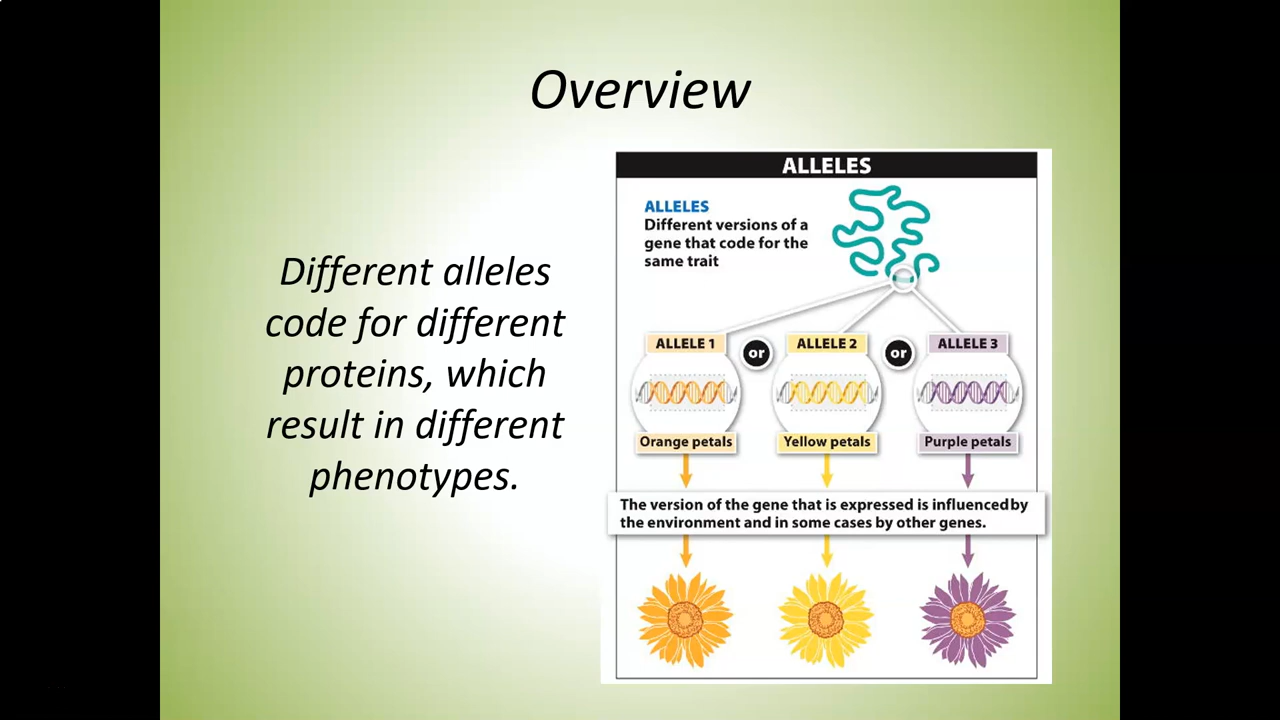 Overview
Different alleles
code for different
proteins, which
result in different
phenotypes.
ALLELES
ALLELES
Different versions of a
gene that code for the
same trait
ALLELE 1
or
ALLELE 2
or
ALLELE 3
Orange petals
Yellow petals
Purple petals
The version of the gene that is expressed is influenced by
the environment and in some cases by other genes.